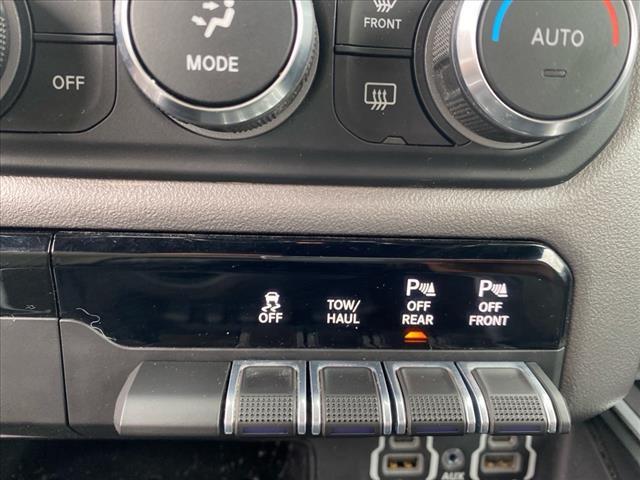 OFF
MODE
FRONT
AUTO
OFF
TOW/
HAUL
P
OFF
REAR
P
OFF
FRONT
AUX